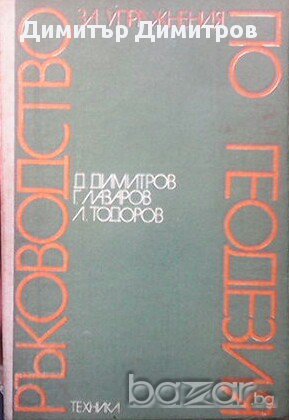 Димитър Димитров
РЪКОВОДСТВО
ЗА УПРАЖНЕНИЯ
ПО ГЕОДЕЗИЯ
Д. ДИМИТРОВ
Г. ЛАЗАРОВ
Л. ТОДОРОВ
ТЕХНИКА
bazar.bg